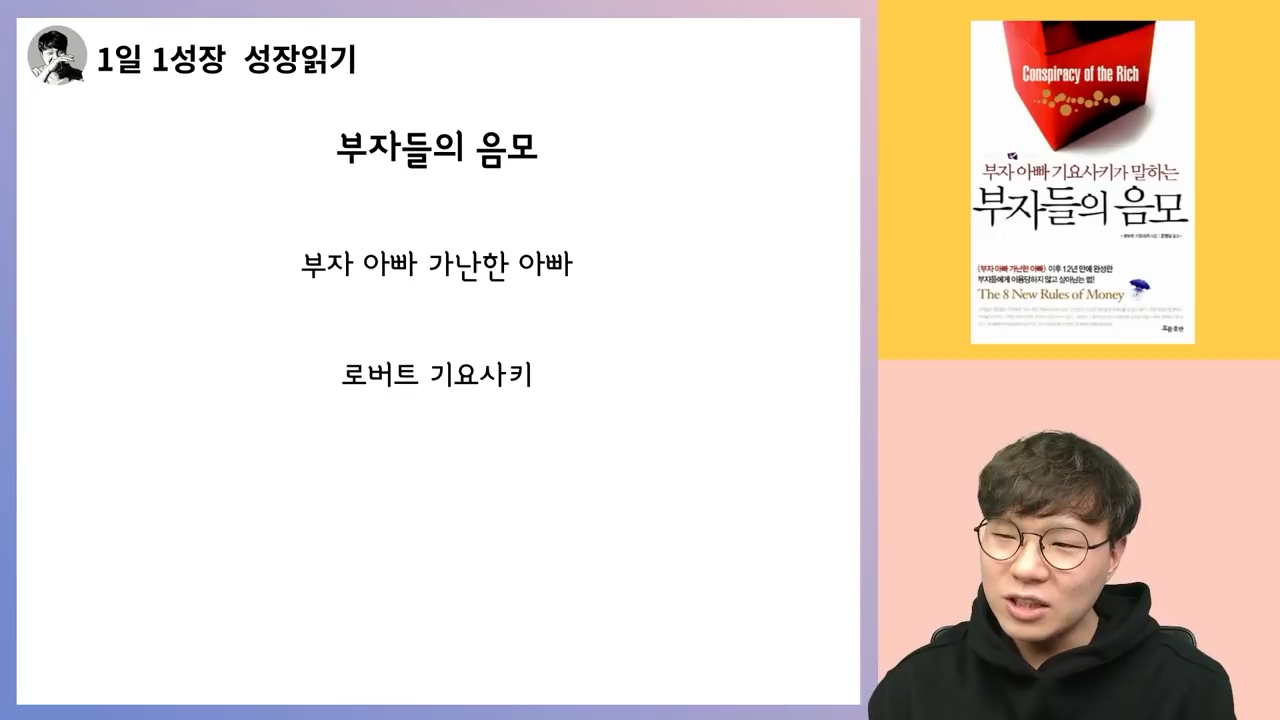 1일 1성장 성장읽기
부자들의 음모
부자 아빠 가난한 아빠
로버트 기요사키
Conspiracy of the Rich
부자 아빠 기요사키가 말하는
부자들의 음모
《부자 아빠 가난한 아빠》 이후 12년 만에 완성한
부자들에게 이용당하지 않고 살아남는 법!
The 8 New Rules of Money